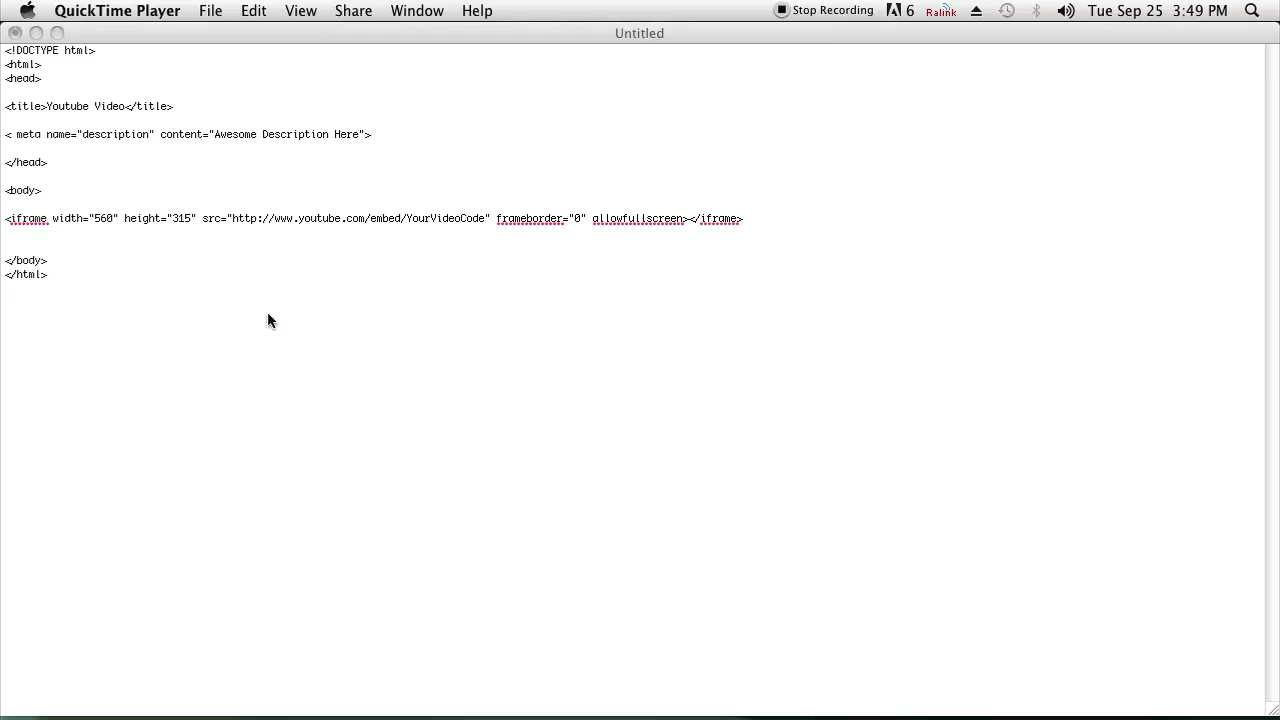 QuickTime Player File Edit View Share Window Help Stop Recording 6 Ralink Tue Sep 25 3:49 PM
Untitled
<!DOCTYPE html>
<html>
<head>
<title>Youtube Video</title>
< meta name="description" content="Awesome Description Here">
</head>
<body>
<iframe width="560" height="315" src="http://www.youtube.com/embed/YourVideoCode" frameborder="0" allowfullscreen></iframe>
</body>
</html>